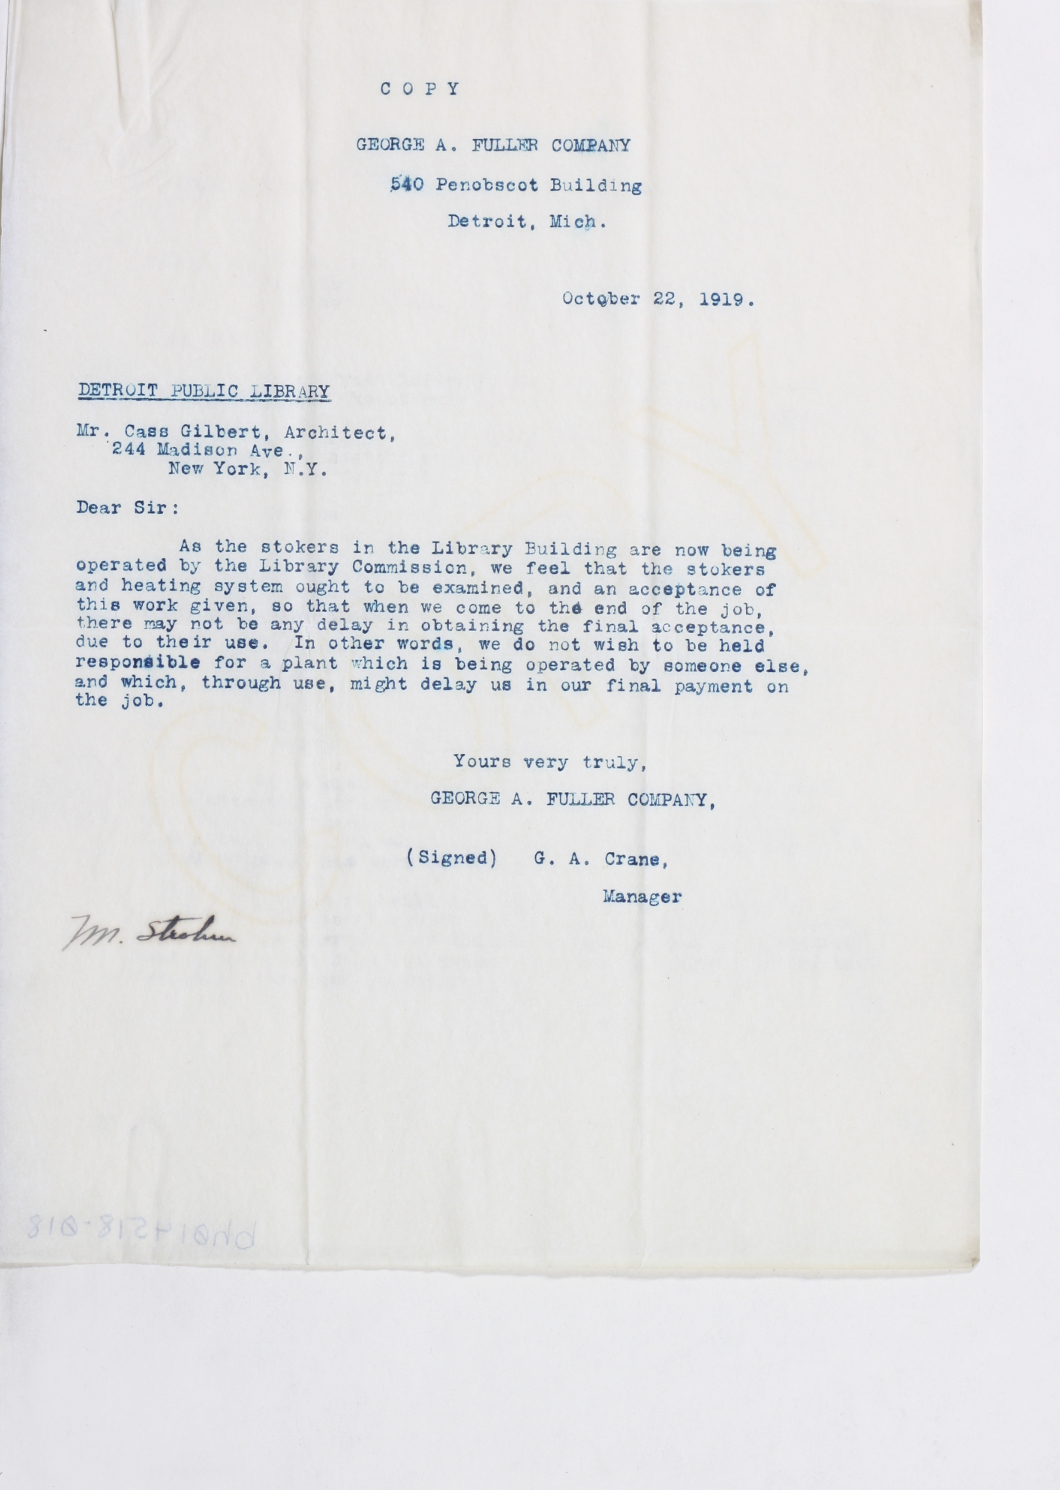 COPY
GEORGE A. FULLER COMPANY
540 Penobscot Building
Detroit, Mich.
October 22, 1919.
DETROIT PUBLIC LIBRARY
Mr. Cass Gilbert, Architect,
244 Madison Ave.,
New York, N.Y.
Dear Sir:
As the stokers in the Library Building are now being
operated by the Library Commission, we feel that the stokers
and heating system ought to be examined, and an acceptance of
this work given, so that when we come to the end of the job,
there may not be any delay in obtaining the final acceptance,
due to their use. In other words, we do not wish to be held
responsible for a plant which is being operated by someone else,
and which, through use, might delay us in our final payment on
the job.
Yours very truly,
GEORGE A. FULLER COMPANY,
(Signed) G. A. Crane,
Manager
Mr. Strohm
bh014518-018